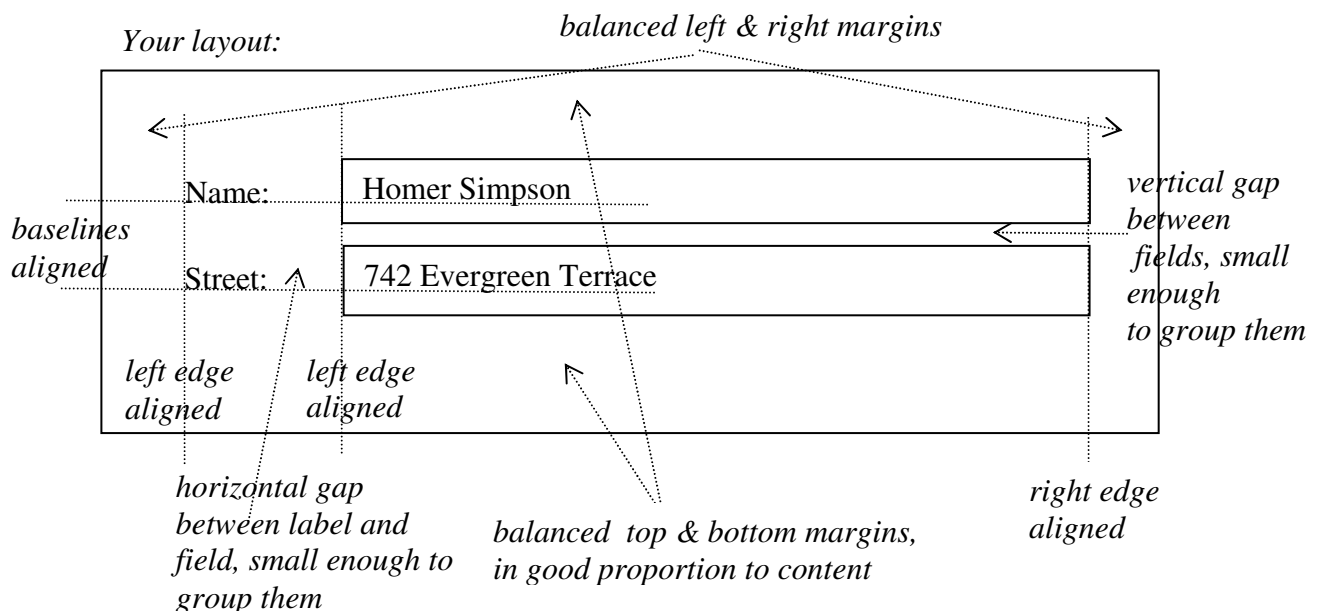 Your layout:
balanced left & right margins
Name:
Homer Simpson
vertical gap
between
fields, small
enough
to group them
baselines
aligned
Street:
742 Evergreen Terrace
left edge
aligned
left edge
aligned
horizontal gap
between label and
field, small enough to
group them
balanced top & bottom margins,
in good proportion to content
right edge
aligned